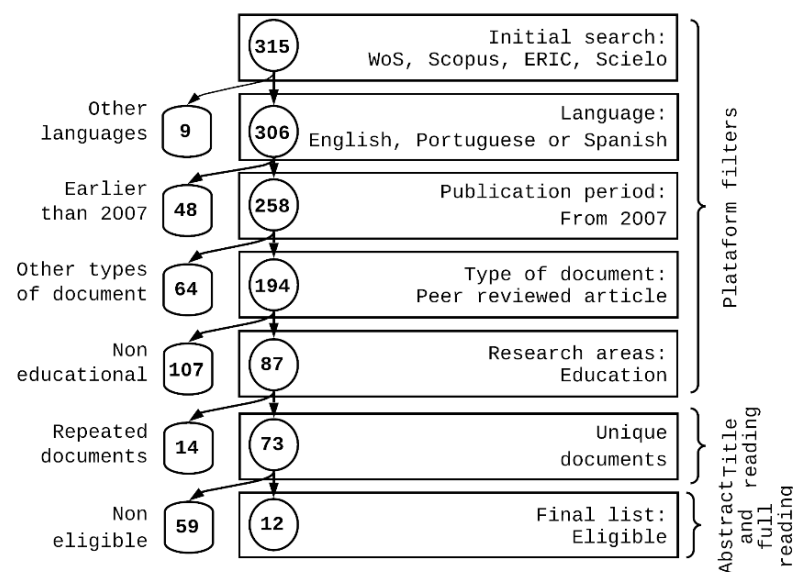 315
Initial search:
WoS, Scopus, ERIC, Scielo
Other
languages
9
306
Language:
English, Portuguese or Spanish
Earlier
than 2007
48
258
Publication period:
From 2007
Other types
of document
64
194
Type of document:
Peer reviewed article
Non
educational
107
87
Research areas:
Education
Plataform filters
Repeated
documents
14
73
Unique
documents
Title
reading
Non
eligible
59
12
Final list:
Eligible
Abstract
and
full
reading